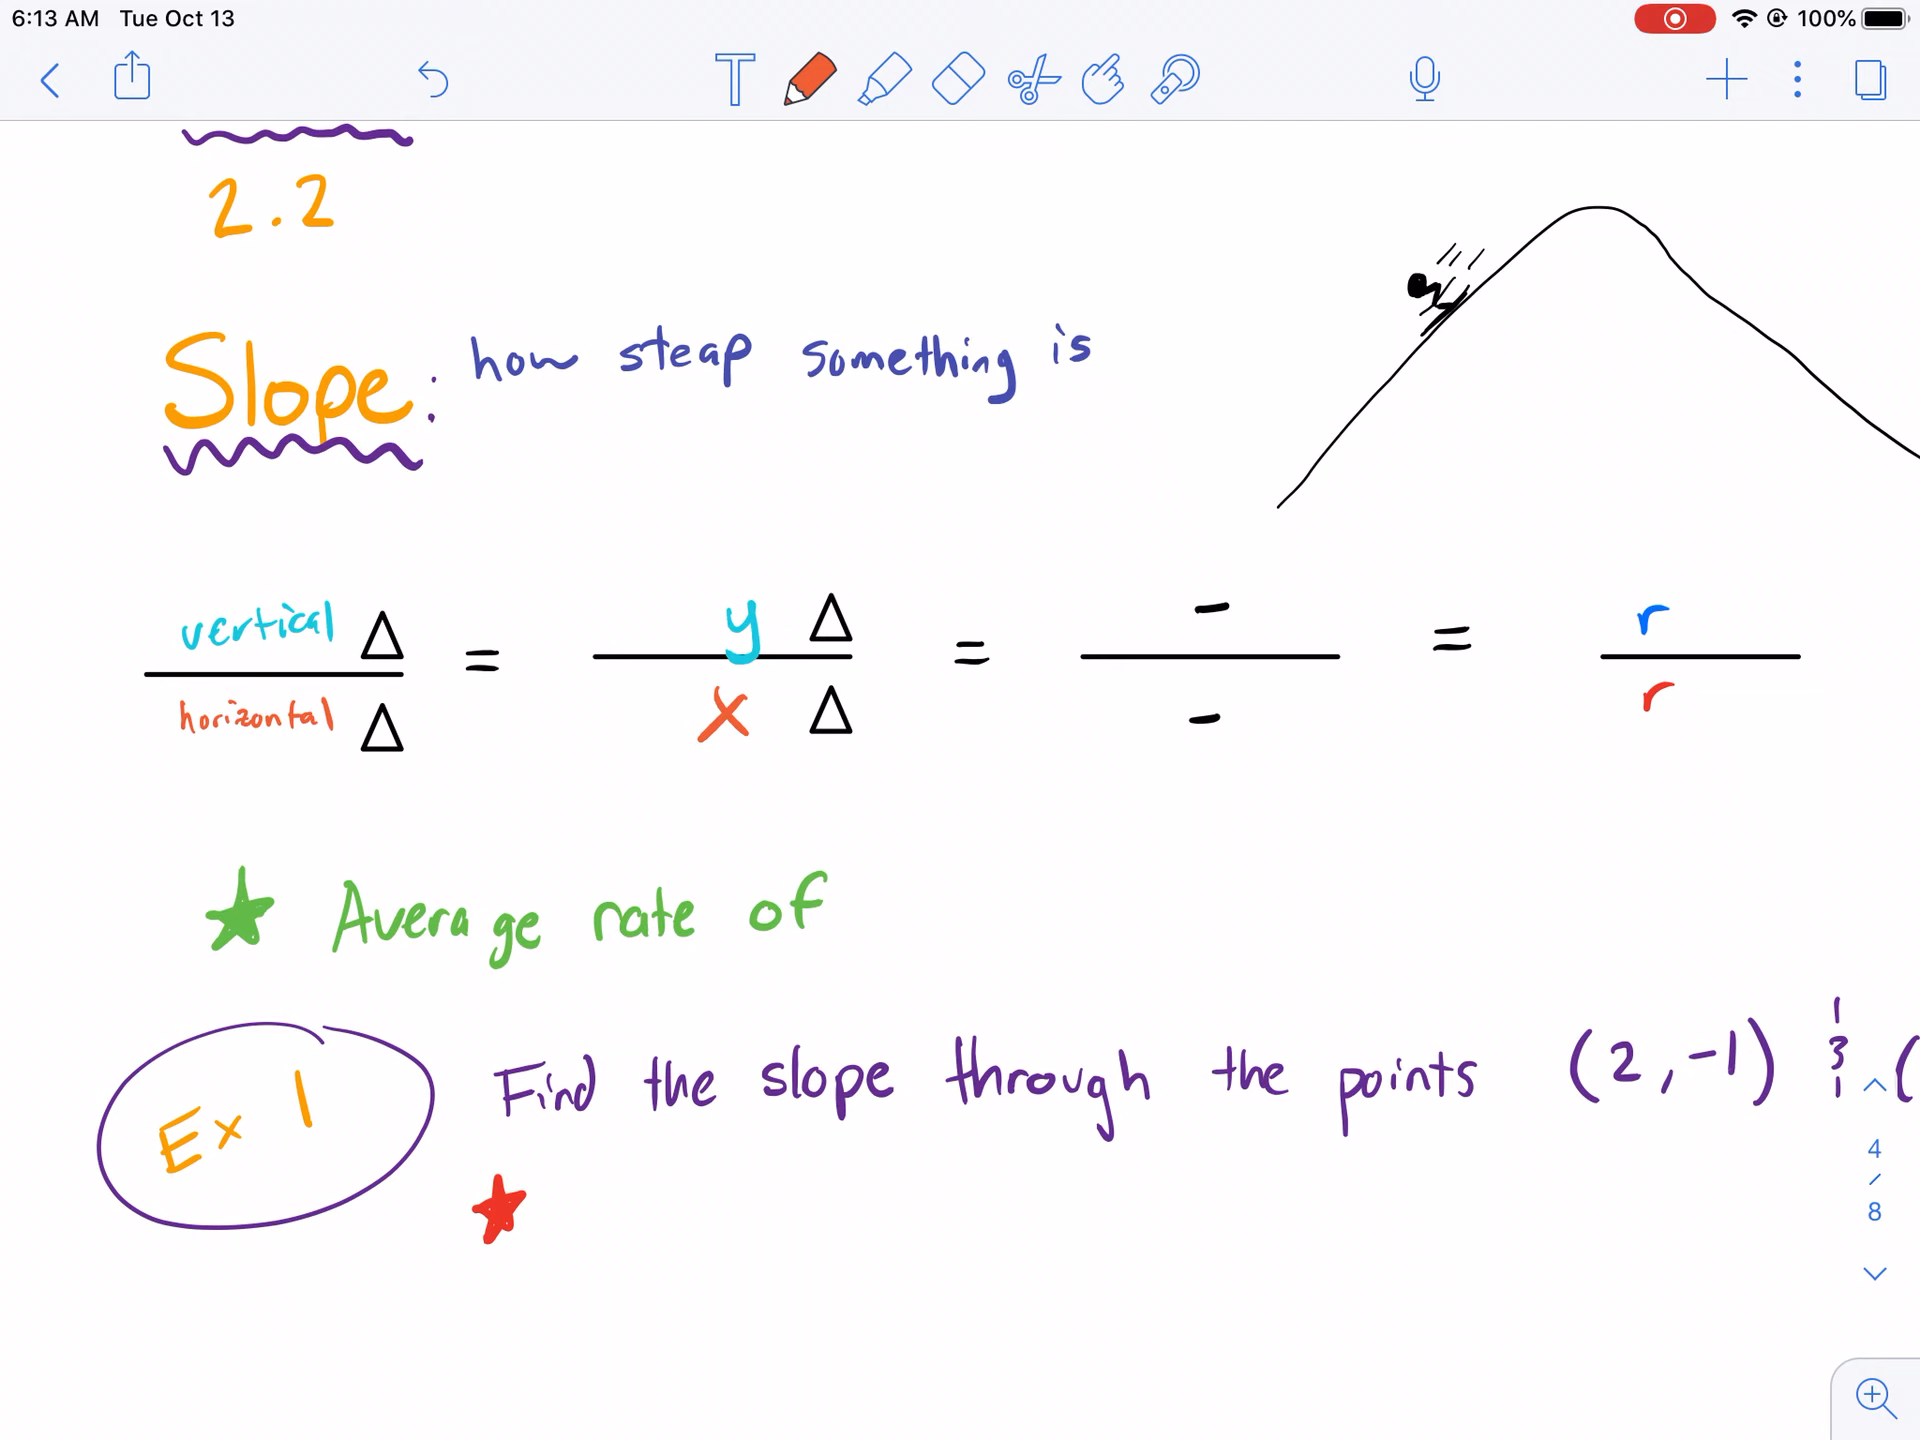 6:13 AM Tue Oct 13 100%
T
2.2
Slope: how steap something is
vertical Δ = y Δ = - = r
horizontal Δ x Δ - r
Average rate of
Ex 1 Find the slope through the points (2,-1) & (
4
/
8